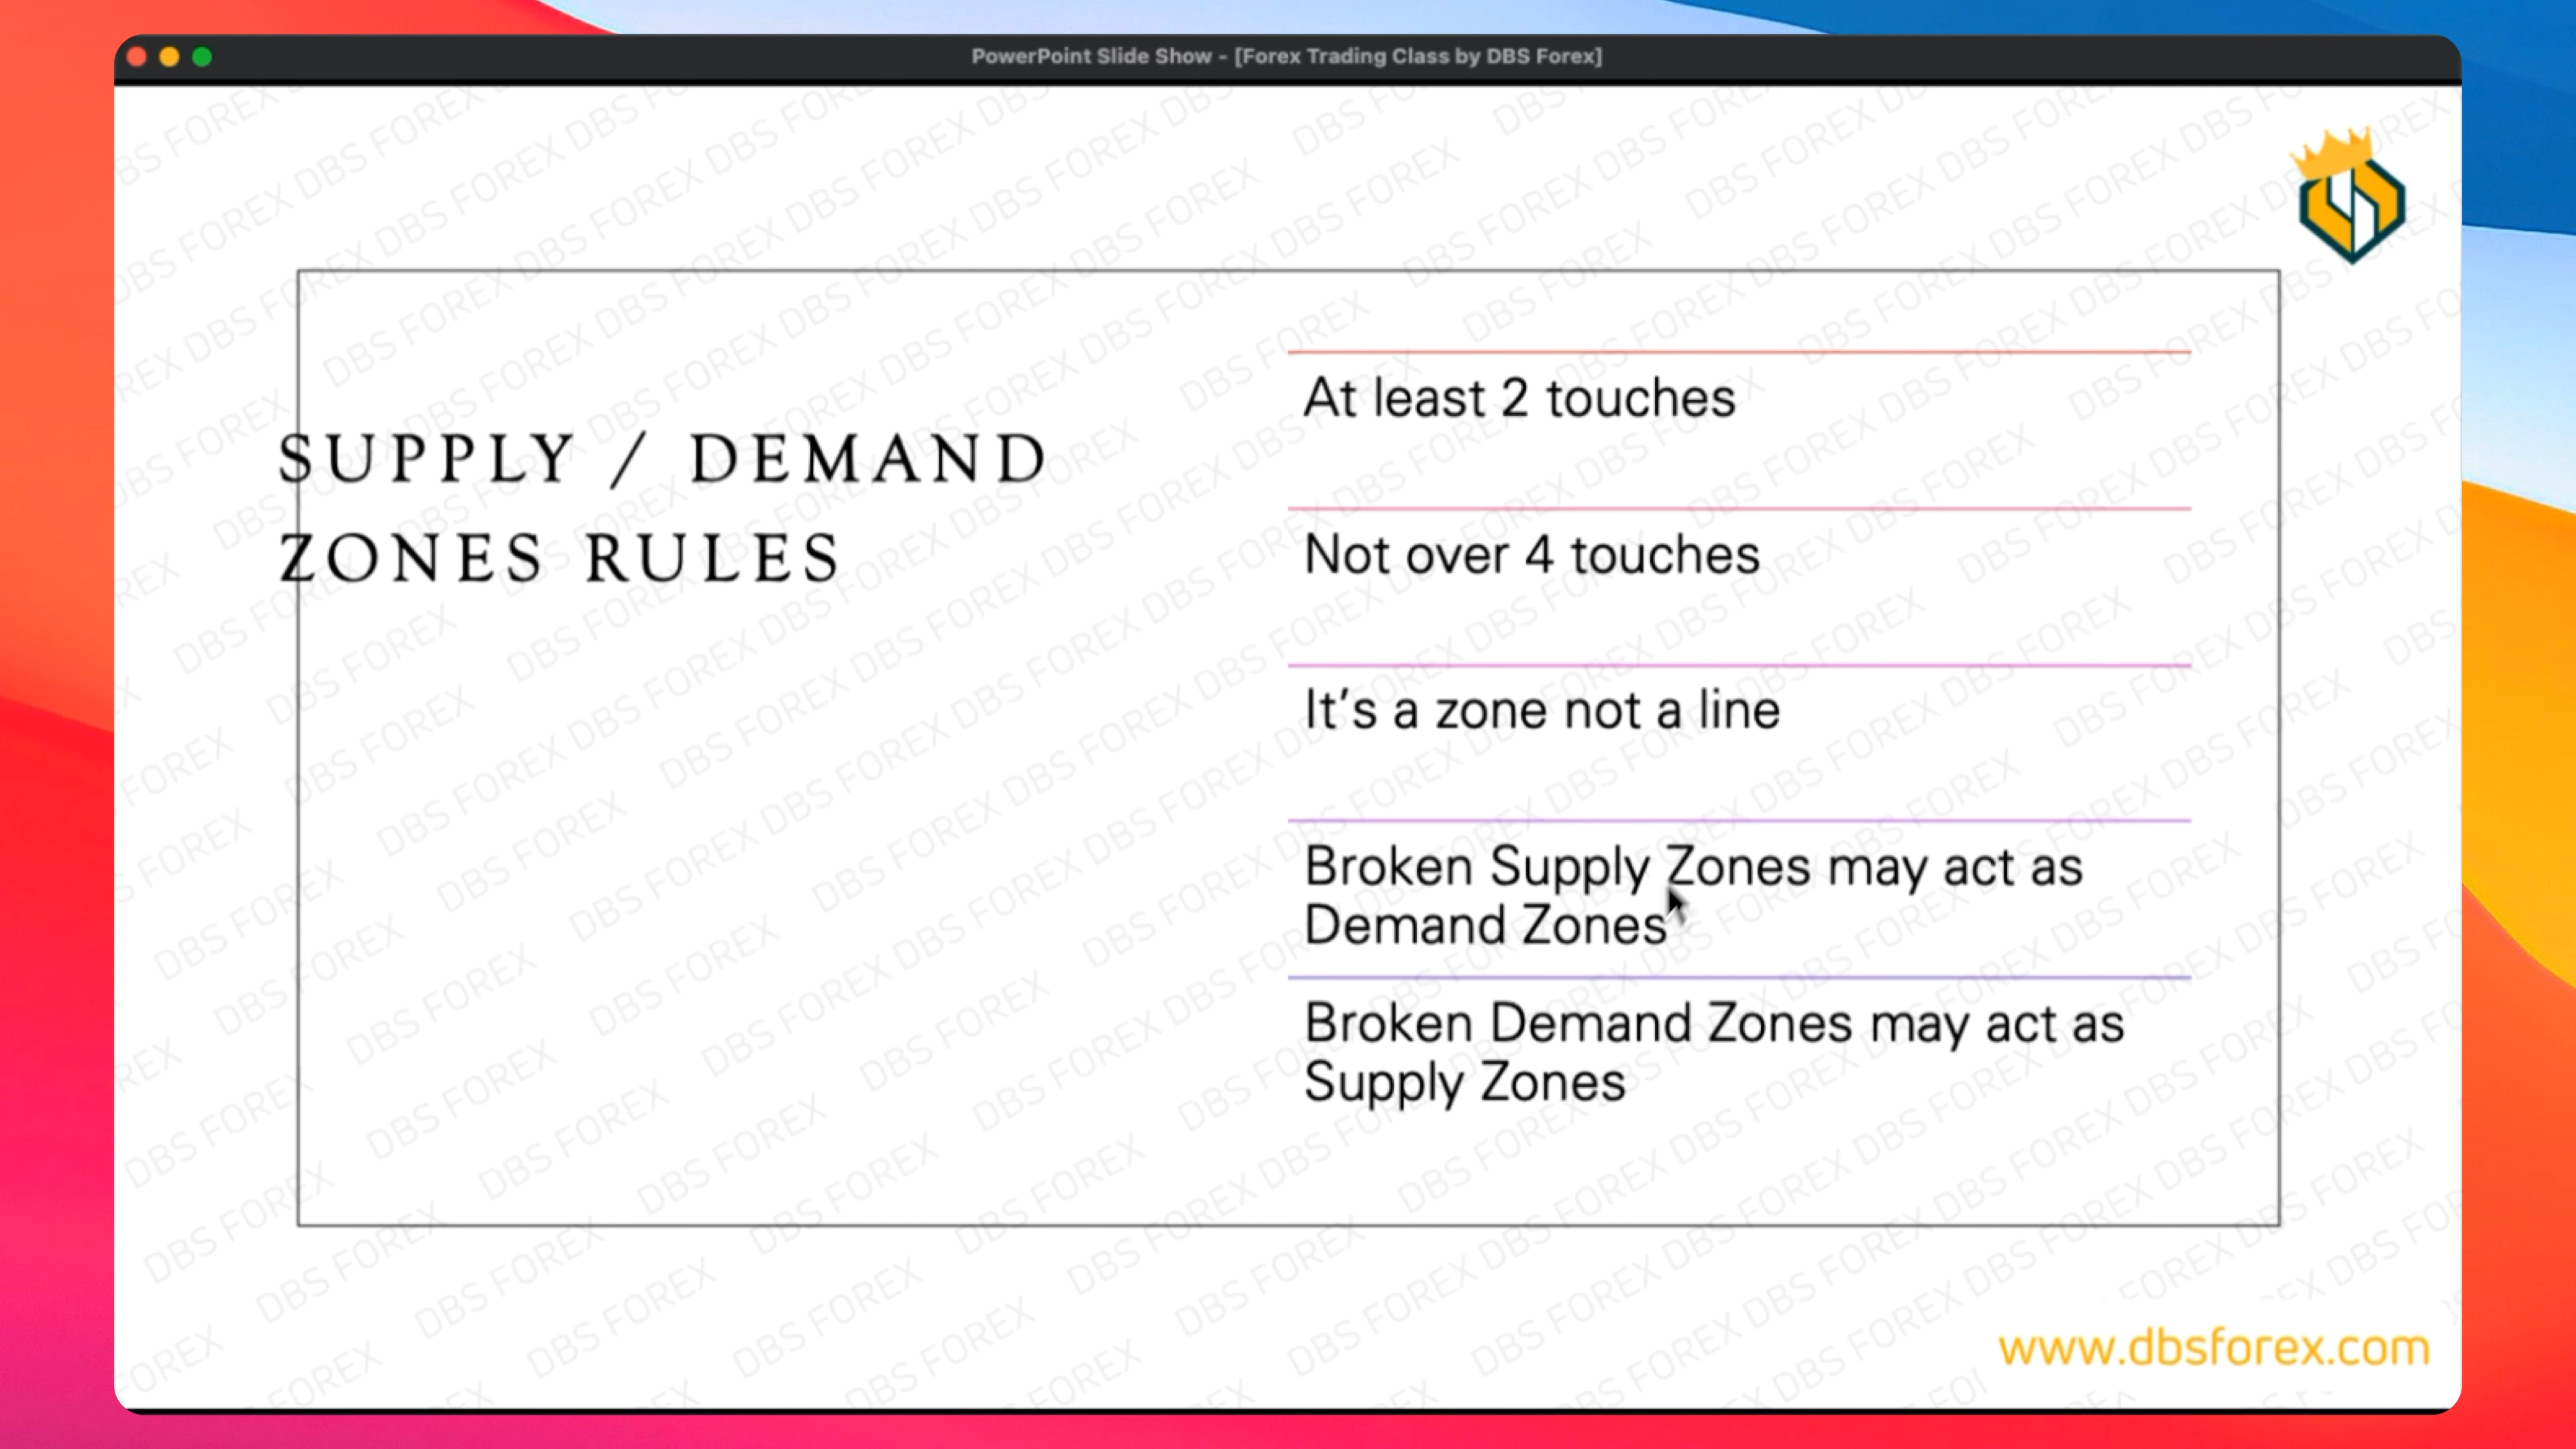 PowerPoint Slide Show - [Forex Trading Class by DBS Forex]
SUPPLY / DEMAND
ZONES RULES
At least 2 touches
Not over 4 touches
It's a zone not a line
Broken Supply Zones may act as
Demand Zones
Broken Demand Zones may act as
Supply Zones
www.dbsforex.com
DBS FOREX